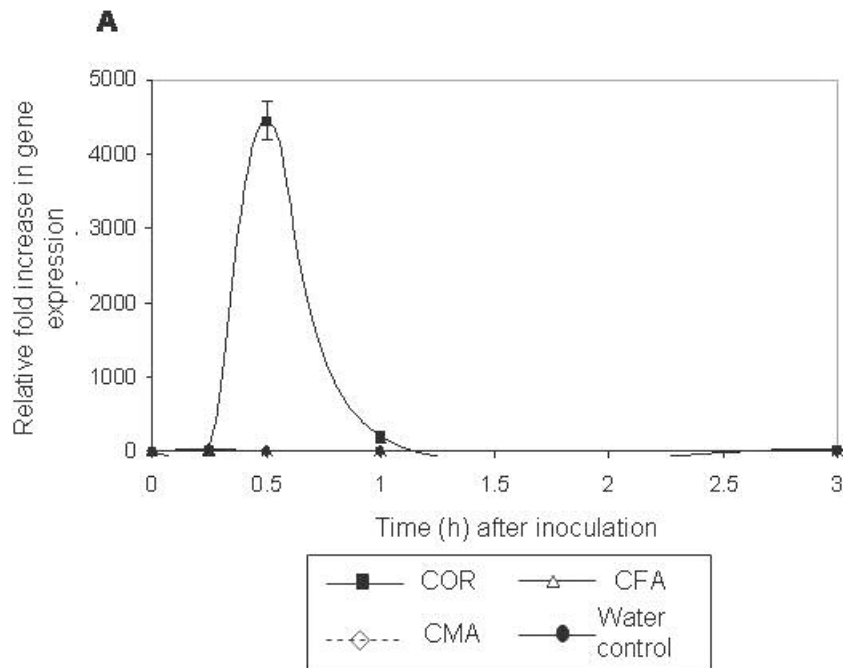 A
Relative fold increase in gene
expression
5000
4000
3000
2000
1000
0
0
0.5
1
1.5
2
2.5
3
Time (h) after inoculation
COR
CFA
CMA
Water
control